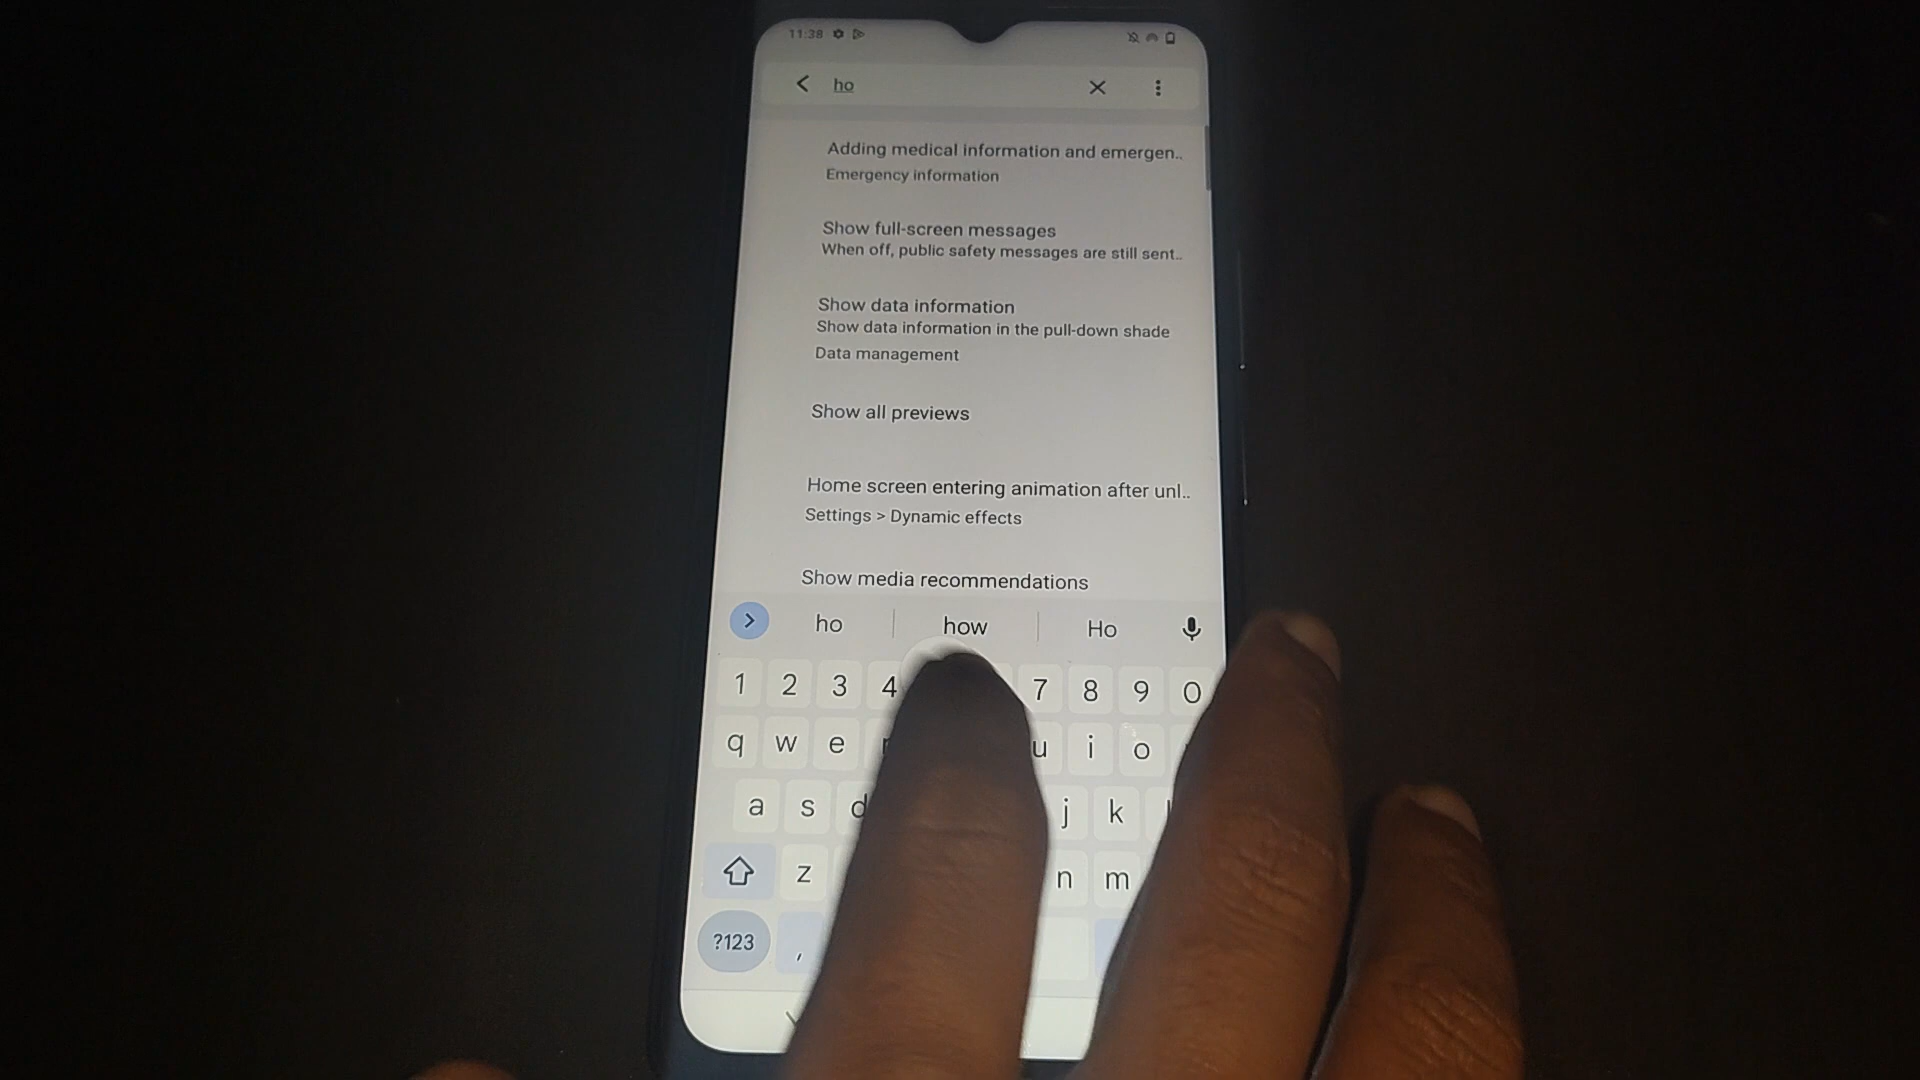 11:38
ho
Adding medical information and emergen..
Emergency information
Show full-screen messages
When off, public safety messages are still sent..
Show data information
Show data information in the pull-down shade
Data management
Show all previews
Home screen entering animation after unl..
Settings > Dynamic effects
Show media recommendations
ho how Ho
1 2 3 4 7 8 9 0
q w e u i o
a s d j k
z n m
?123 ,